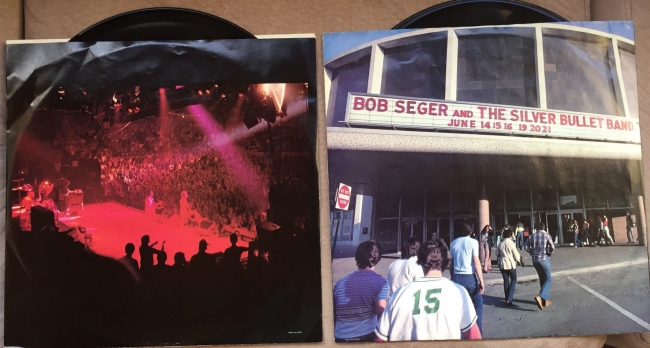 BOB SEGER AND THE SILVER BULLET BAND
JUNE 14 15 16 19 20 21
15